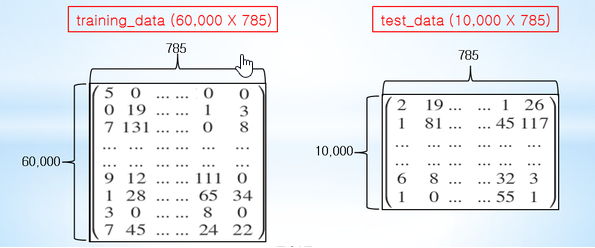 training_data (60,000 X 785)
785
60,000
5 0 ... ... 0 0
0 19 ... ... 1 3
7 131 ... ... 0 8
... ... ... ... ... ...
... ... ... ... ... ...
9 12 ... ... 111 0
1 28 ... ... 65 34
3 0 ... ... 8 0
7 45 ... ... 24 22
test_data (10,000 X 785)
785
10,000
2 19 ... ... 1 26
1 81 ... ... 45 117
... ... ... ... ... ...
... ... ... ... ... ...
6 8 ... ... 32 3
1 0 ... ... 55 1